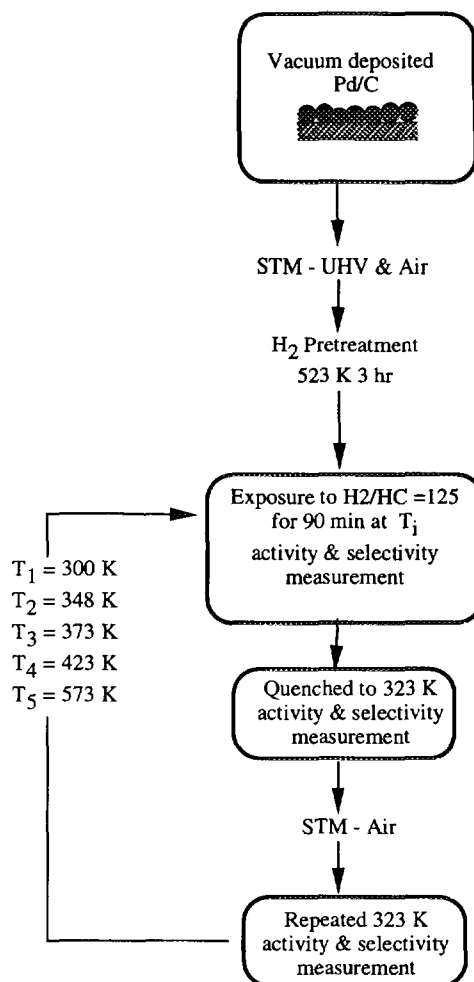 Vacuum deposited
Pd/C
STM - UHV & Air
H2 Pretreatment
523 K 3 hr
Exposure to H2/HC =125
for 90 min at Ti
activity & selectivity
measurement
T1 = 300 K
T2 = 348 K
T3 = 373 K
T4 = 423 K
T5 = 573 K
Quenched to 323 K
activity & selectivity
measurement
STM - Air
Repeated 323 K
activity & selectivity
measurement